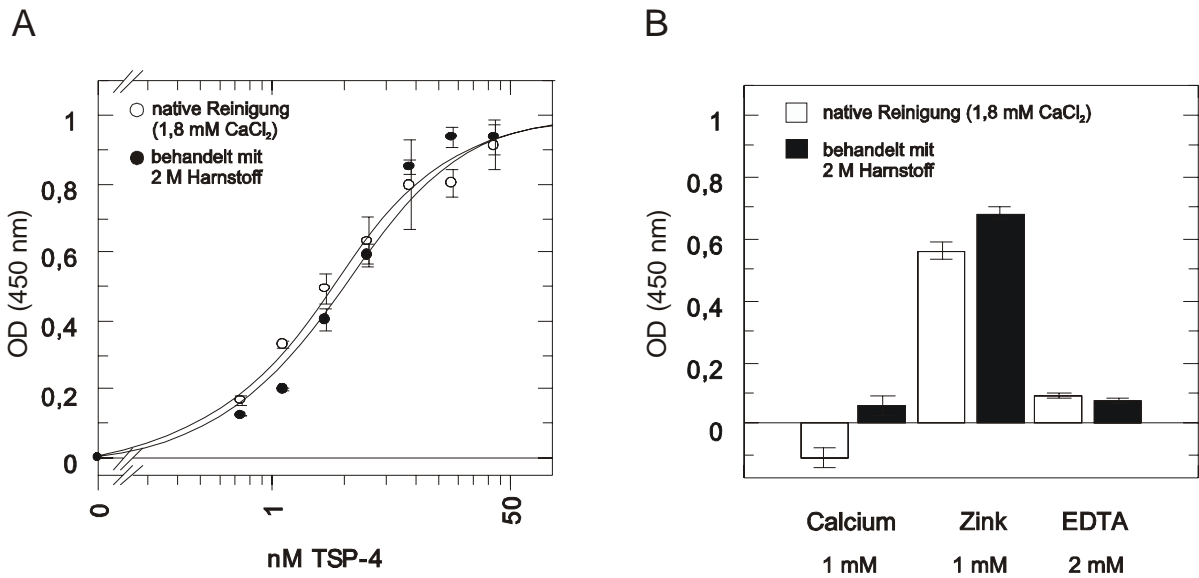 A
native Reinigung
(1,8 mM CaCl₂)
behandelt mit
2 M Harnstoff
1
0,8
0,6
0,4
0,2
0
OD (450 nm)
0
1
50
nM TSP-4
B
native Reinigung (1,8 mM CaCl₂)
behandelt mit
2 M Harnstoff
1
0,8
0,6
0,4
0,2
0
OD (450 nm)
Calcium Zink EDTA
1 mM 1 mM 2 mM